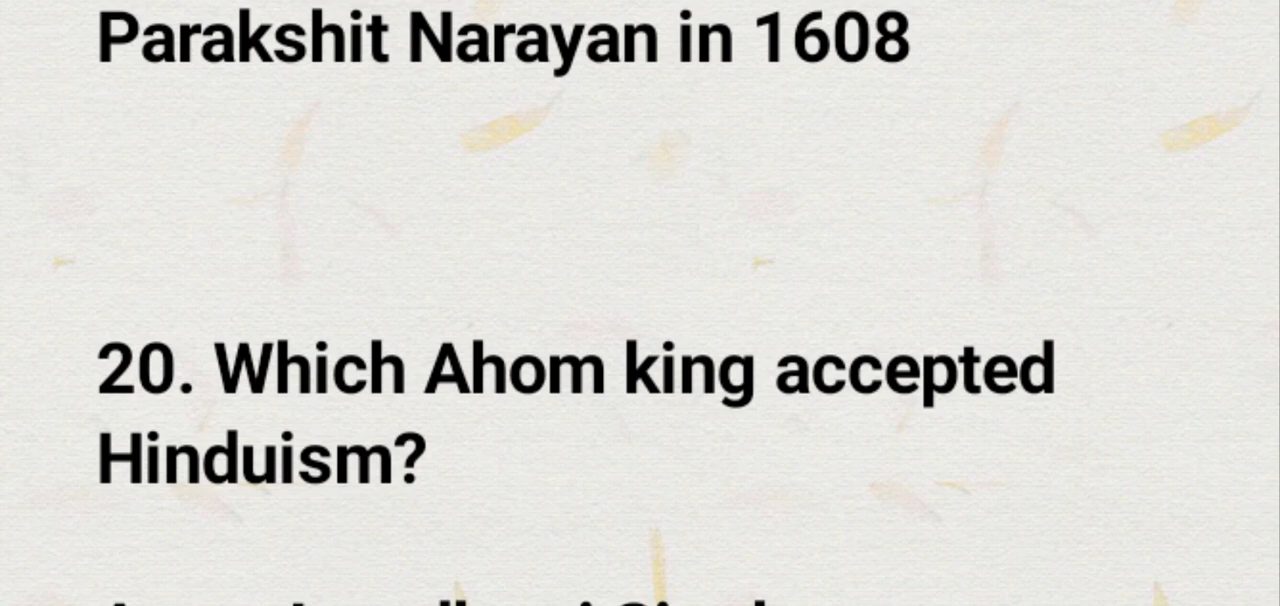 Parakshit Narayan in 1608
20. Which Ahom king accepted
Hinduism?